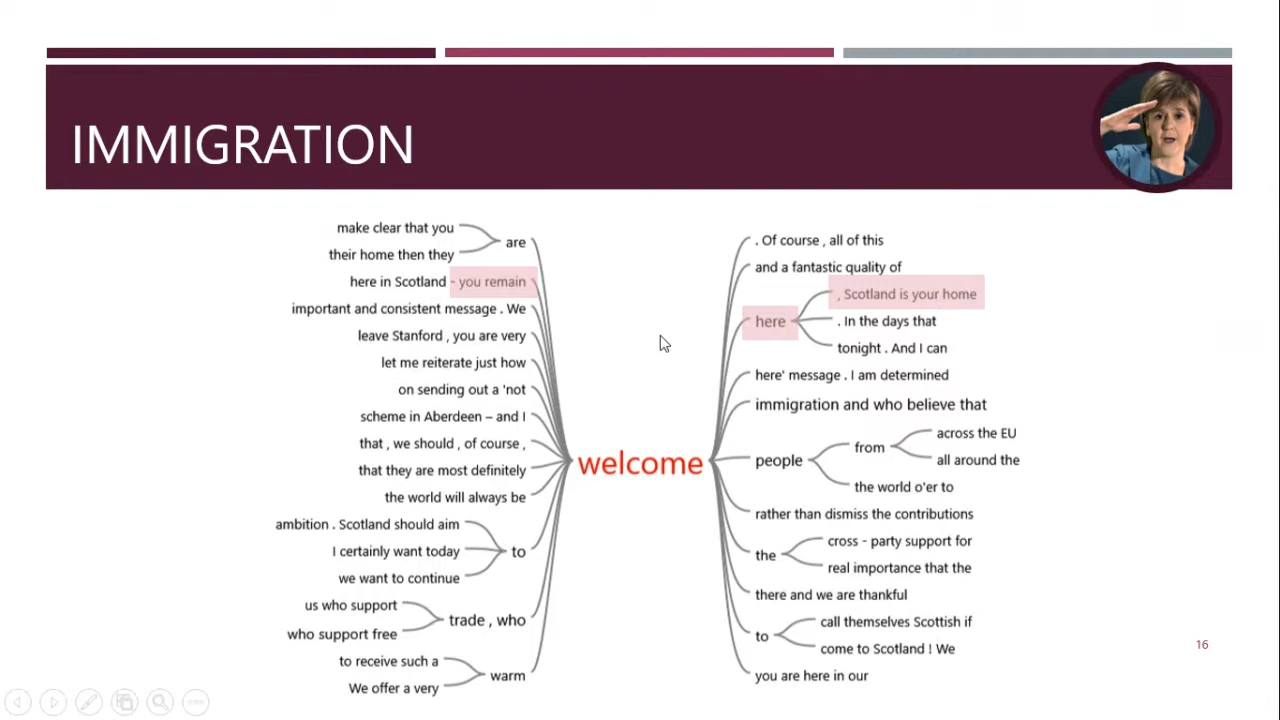 IMMIGRATION
make clear that you
their home then they
are
here in Scotland - you remain
important and consistent message . We
leave Stanford , you are very
let me reiterate just how
on sending out a 'not
scheme in Aberdeen – and I
that , we should , of course ,
that they are most definitely
the world will always be
ambition . Scotland should aim
I certainly want today
we want to continue
to
us who support
who support free
trade , who
to receive such a
We offer a very
warm
welcome
. Of course , all of this
and a fantastic quality of
here
, Scotland is your home
. In the days that
tonight . And I can
here' message . I am determined
immigration and who believe that
people
from
across the EU
all around the
the world o'er to
rather than dismiss the contributions
the
cross - party support for
real importance that the
there and we are thankful
to
call themselves Scottish if
come to Scotland ! We
you are here in our
16